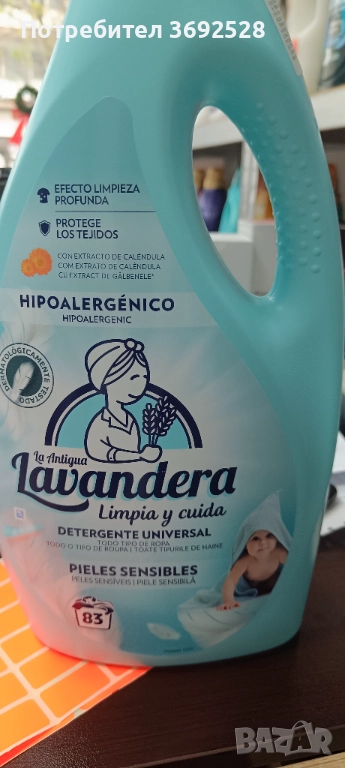 Потребител 3692528
EFECTO LIMPIEZA
PROFUNDA
PROTEGE
LOS TEJIDOS
CON EXTRACTO DE CALÉNDULA
COM EXTRATO DE CALÊNDULA
CU EXTRACT DE GĂLBENELE*
HIPOALERGÉNICO
HIPOALERGENIC
DERMATOLÓGICAMENTE TESTADO
La Antigua
Lavandera
Limpia y cuida
DETERGENTE UNIVERSAL
TODO TIPO DE ROPA
TODO O TIPO DE ROUPA | TOATE TIPURILE DE HAINE
PIELES SENSIBLES
PELES SENSÍVEIS | PIELE SENSIBILĂ
83
BAZAR